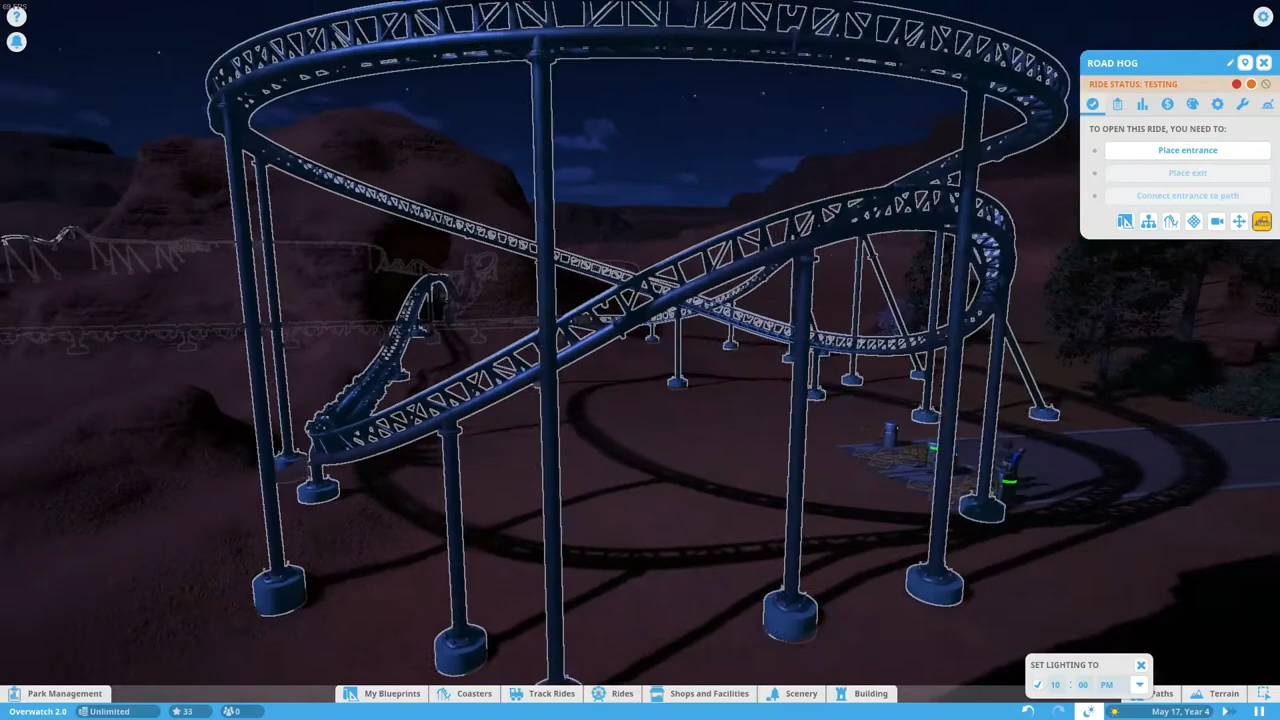 69 FPS
ROAD HOG
RIDE STATUS: TESTING
TO OPEN THIS RIDE, YOU NEED TO:
Place entrance
Place exit
Connect entrance to path
SET LIGHTING TO
10 : 00 PM
Park Management
My Blueprints
Coasters
Track Rides
Rides
Shops and Facilities
Scenery
Building
Paths
Terrain
Overwatch 2.0
Unlimited
33
0
May 17, Year 4